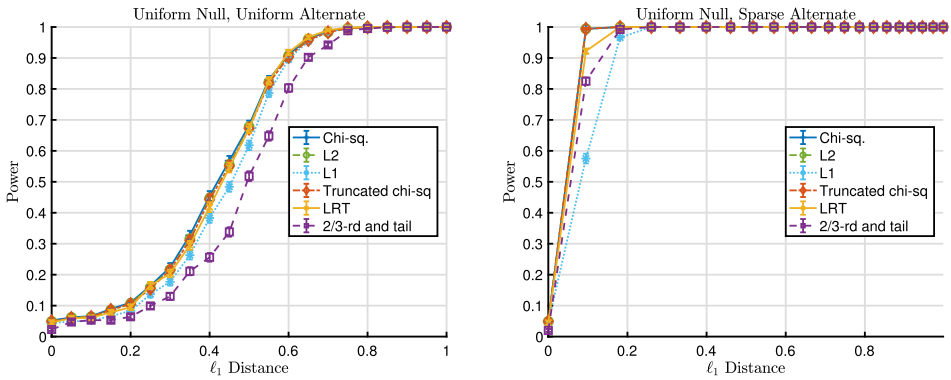 Uniform Null, Uniform Alternate
1
0.9
0.8
0.7
0.6
0.5
0.4
0.3
0.2
0.1
0
Power
Chi-sq.
L2
L1
Truncated chi-sq
LRT
2/3-rd and tail
0 0.2 0.4 0.6 0.8 1
ℓ1 Distance
Uniform Null, Sparse Alternate
1
0.9
0.8
0.7
0.6
0.5
0.4
0.3
0.2
0.1
0
Power
Chi-sq.
L2
L1
Truncated chi-sq
LRT
2/3-rd and tail
0 0.2 0.4 0.6 0.8
ℓ1 Distance